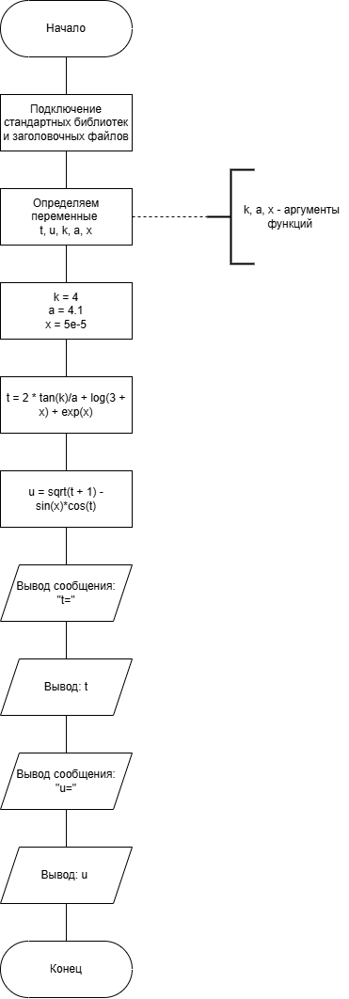 Начало
Подключение
стандартных библиотек
и заголовочных файлов
Определяем
переменные
t, u, k, a, x
k, a, x - аргументы
функций
k = 4
a = 4.1
x = 5e-5
t = 2 * tan(k)/a + log(3 +
x) + exp(x)
u = sqrt(t + 1) -
sin(x)*cos(t)
Вывод сообщения:
"t="
Вывод: t
Вывод сообщения:
"u="
Вывод: u
Конец